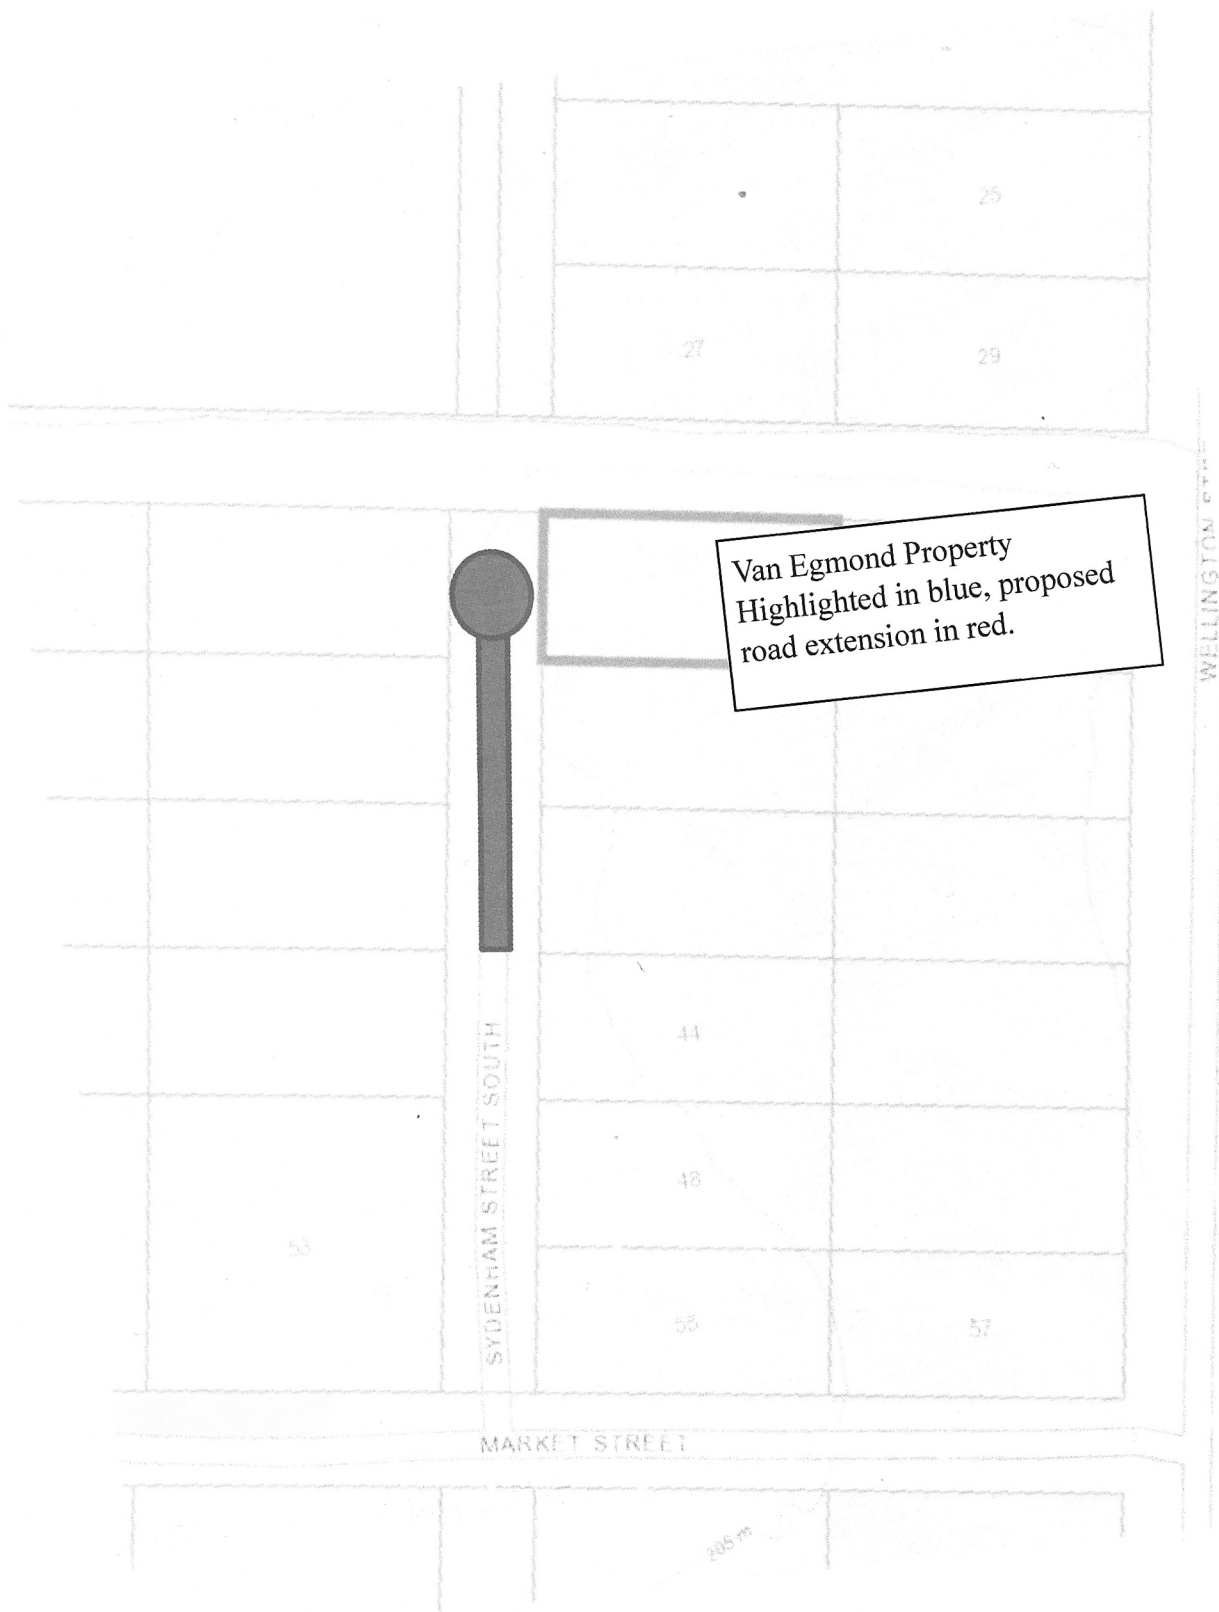 25
27
29
Van Egmond Property
Highlighted in blue, proposed
road extension in red.
WELLINGTON
44
SYDENHAM STREET SOUTH
48
53
55
57
MARKET STREET